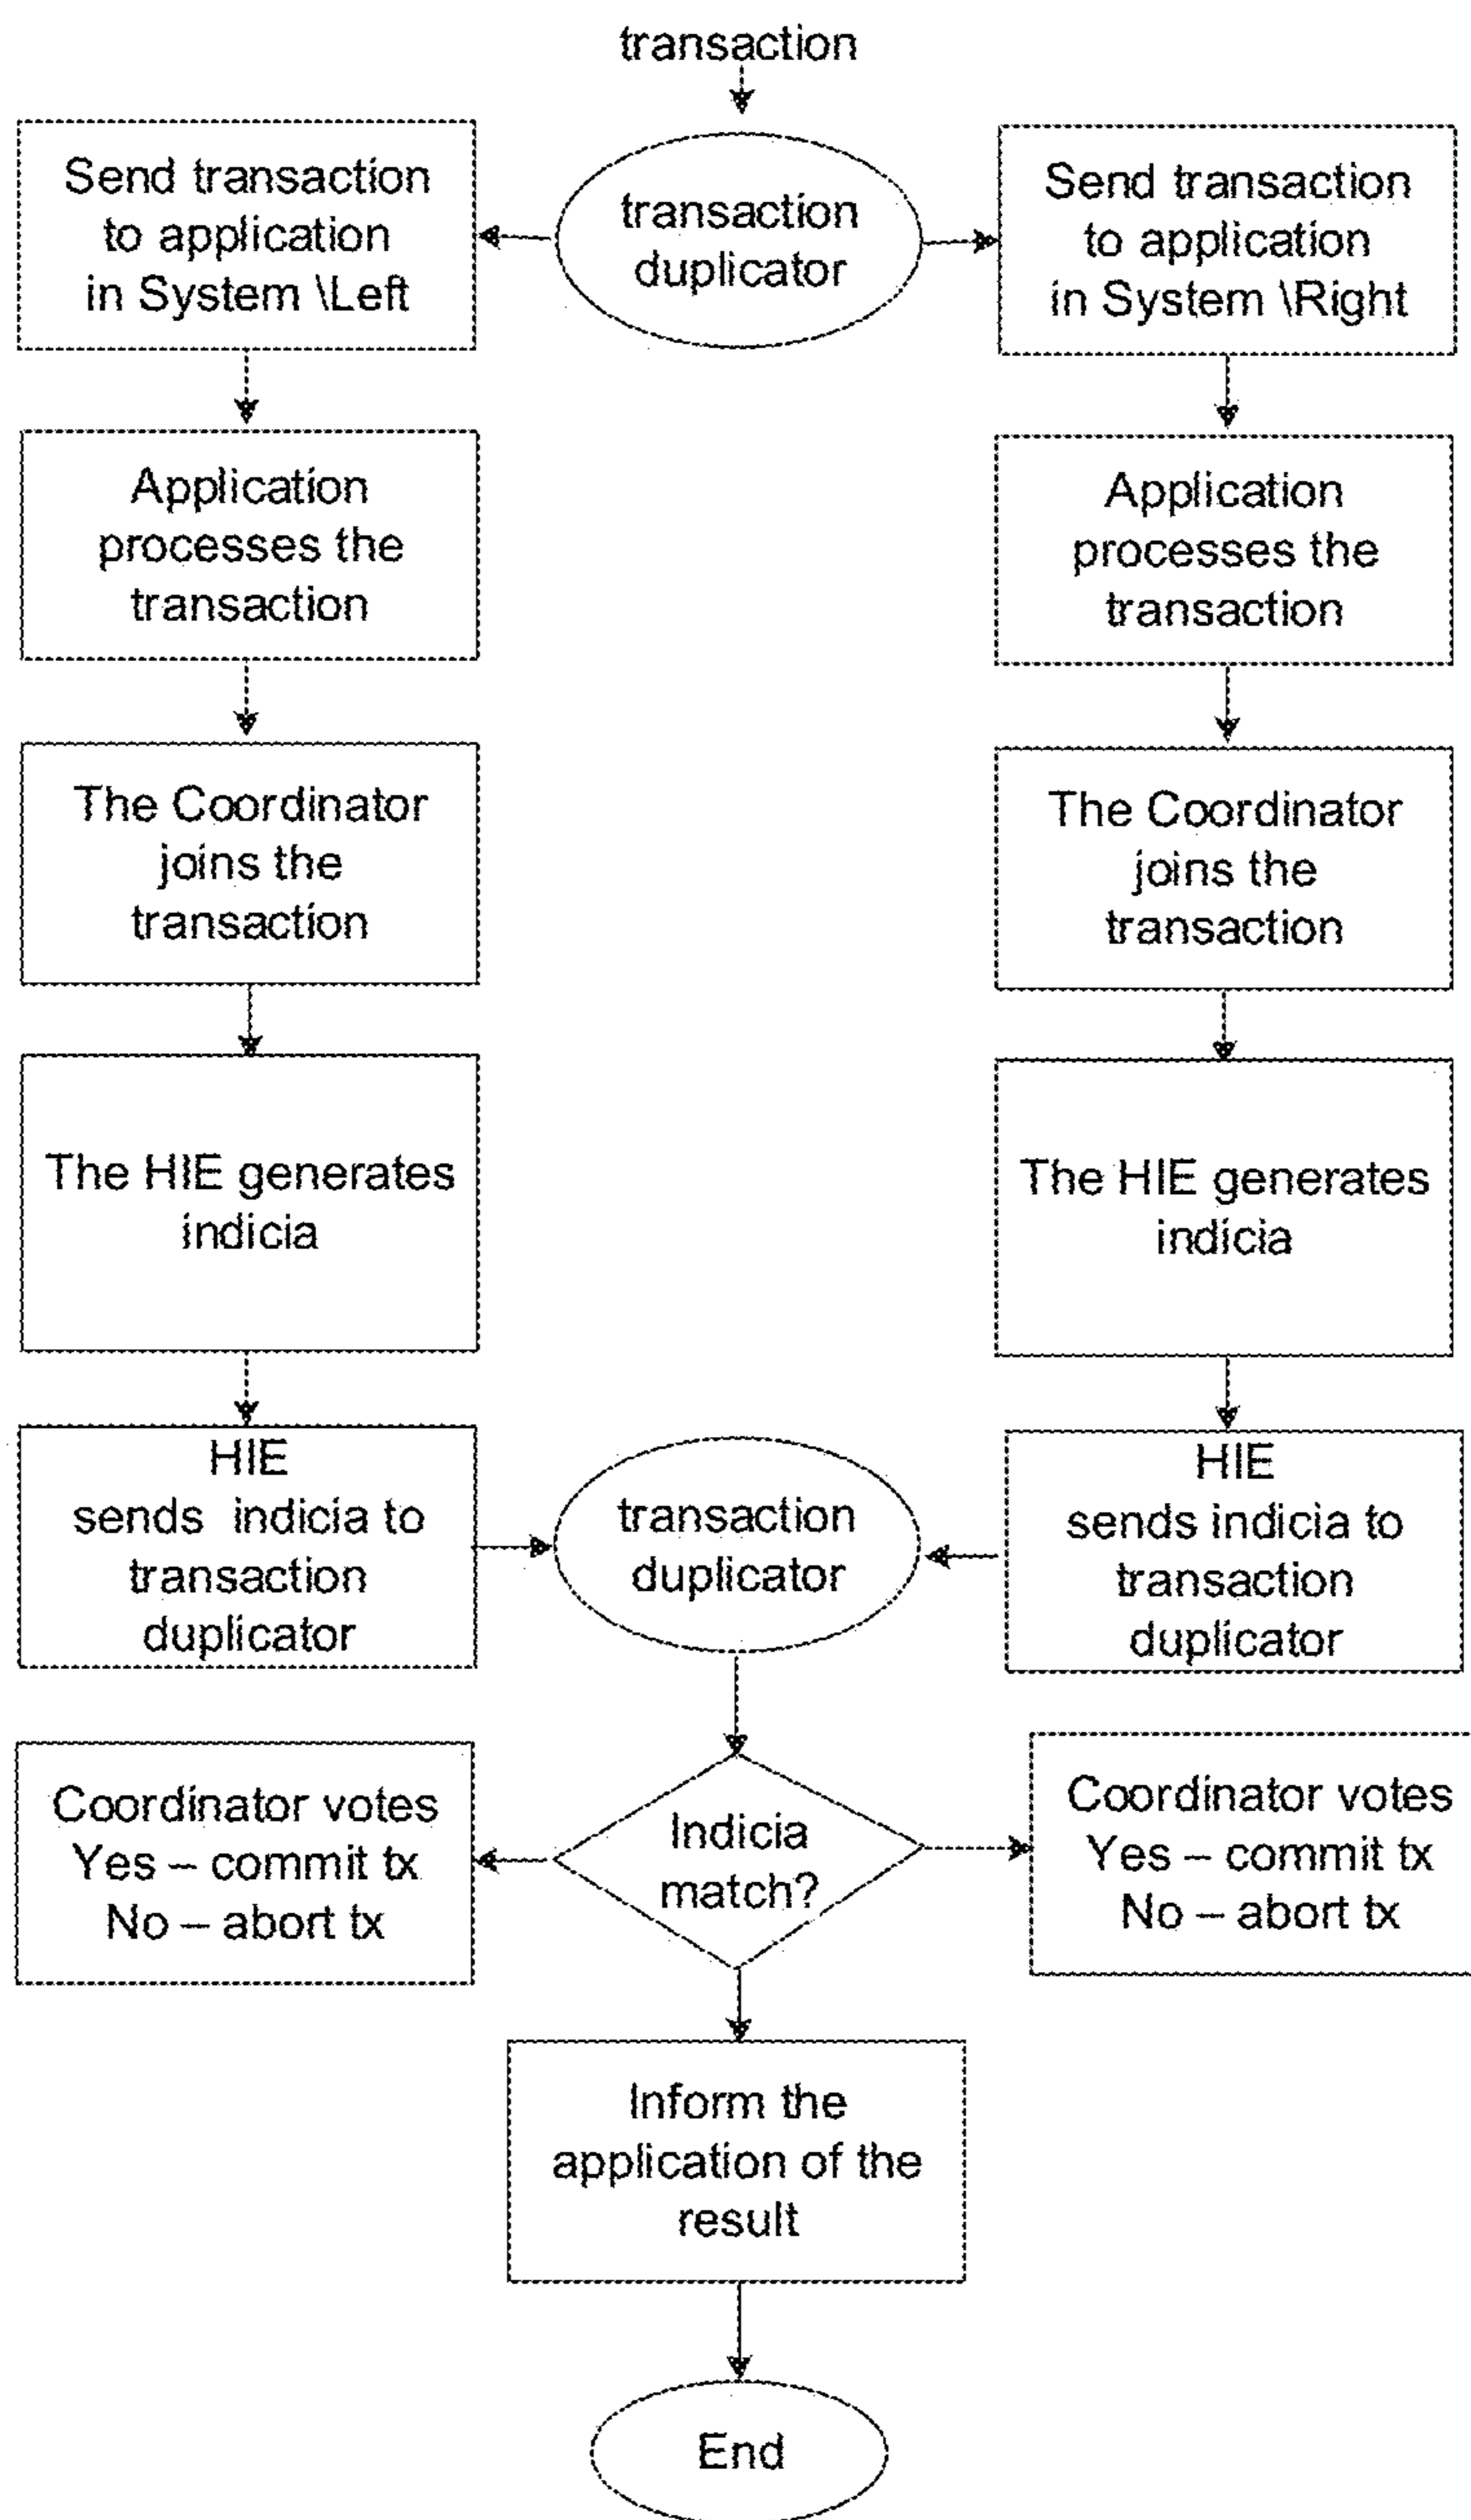 transaction
Send transaction
to application
in System \Left
transaction
duplicator
Send transaction
to application
in System \Right
Application
processes the
transaction
Application
processes the
transaction
The Coordinator
joins the
transaction
The Coordinator
joins the
transaction
The HIE generates
indicia
The HIE generates
indicia
HIE
sends indicia to
transaction
duplicator
transaction
duplicator
HIE
sends indicia to
transaction
duplicator
Coordinator votes
Yes – commit tx
No – abort tx
Indicia
match?
Coordinator votes
Yes – commit tx
No – abort tx
Inform the
application of the
result
End